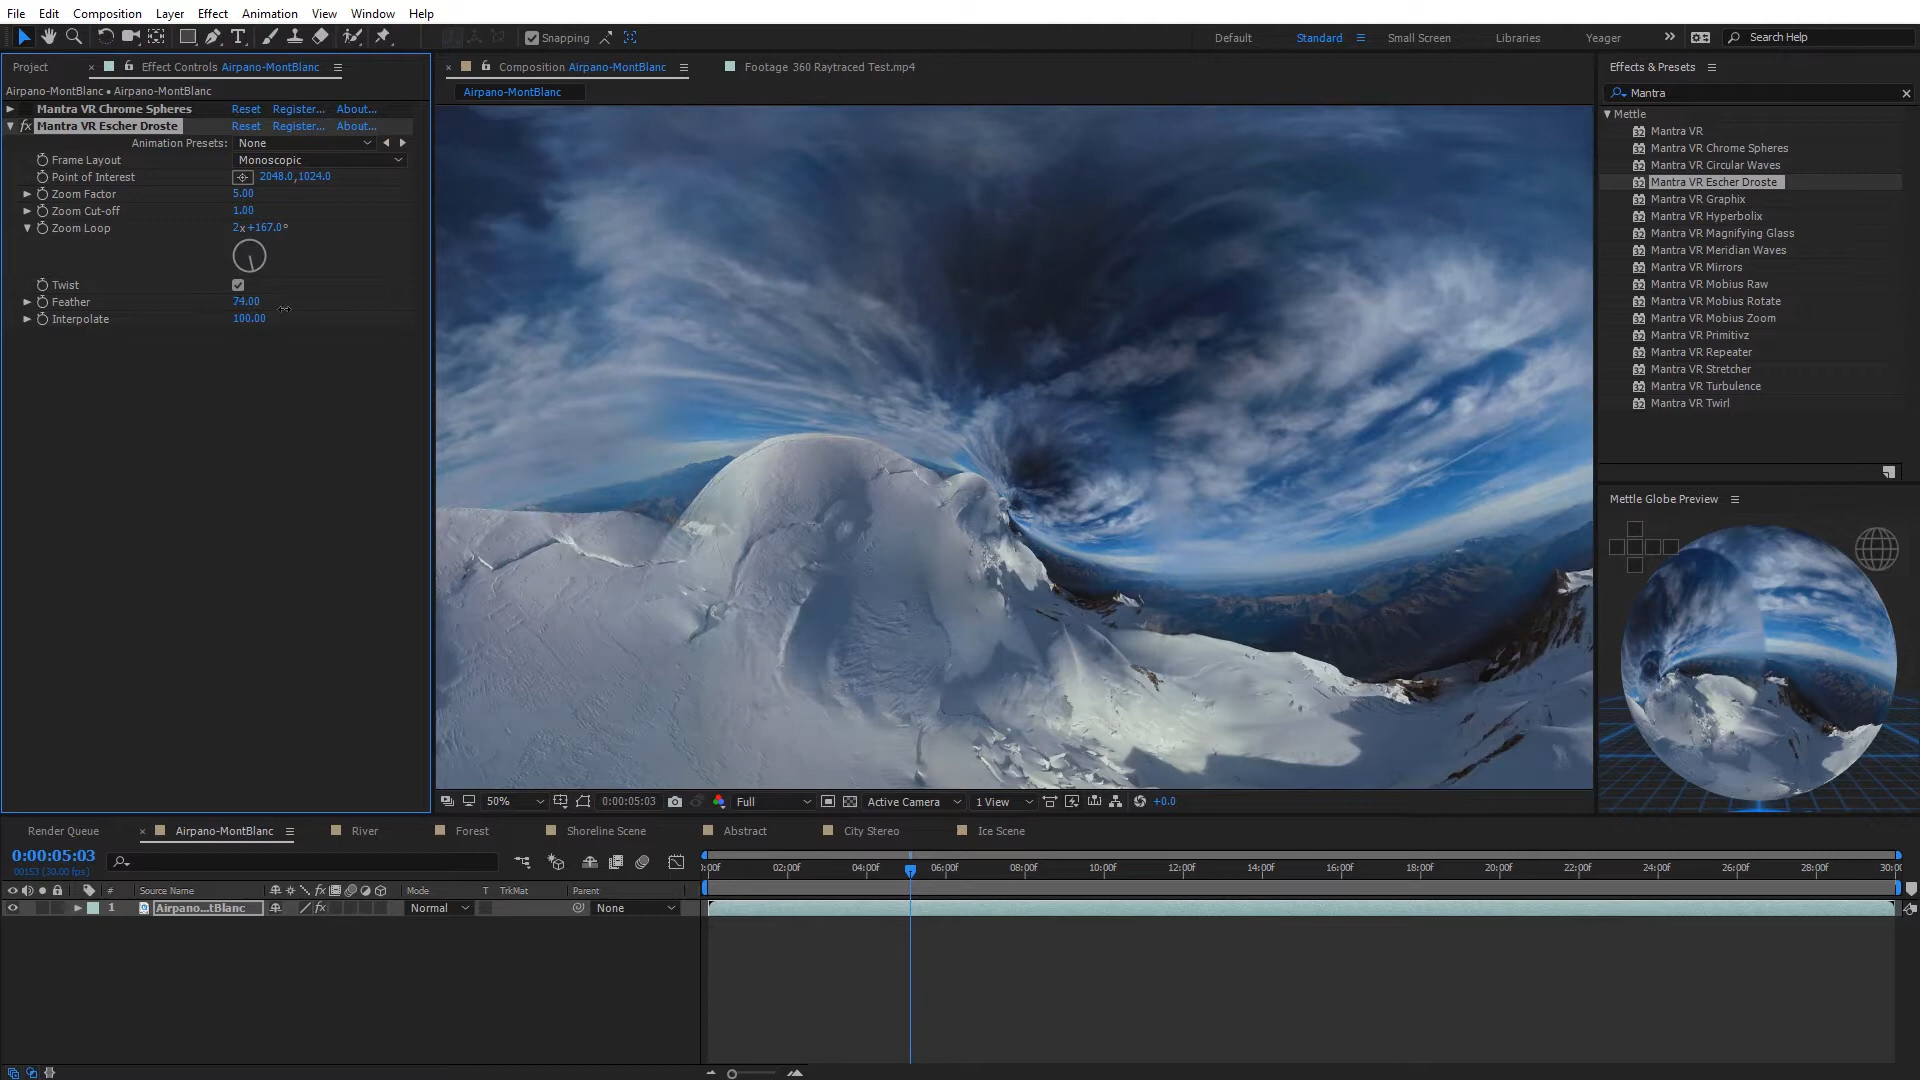 File Edit Composition Layer Effect Animation View Window Help
Snapping
Default Standard Small Screen Libraries Yeager Search Help
Project Effect Controls Airpano-MontBlanc
Composition Airpano-MontBlanc
Footage 360 Raytraced Test.mp4
Effects & Presets
Airpano-MontBlanc • Airpano-MontBlanc
Airpano-MontBlanc
Mantra
Mantra VR Chrome Spheres Reset Register... About...
fx Mantra VR Escher Droste Reset Register... About...
Animation Presets: None
Frame Layout Monoscopic
Point of Interest 2048.0,1024.0
Zoom Factor 5.00
Zoom Cut-off 1.00
Zoom Loop 2x+167.0°
Twist
Feather 74.00
Interpolate 100.00
Mettle
Mantra VR
Mantra VR Chrome Spheres
Mantra VR Circular Waves
Mantra VR Escher Droste
Mantra VR Graphix
Mantra VR Hyperbolix
Mantra VR Magnifying Glass
Mantra VR Meridian Waves
Mantra VR Mirrors
Mantra VR Mobius Raw
Mantra VR Mobius Rotate
Mantra VR Mobius Zoom
Mantra VR Primitivz
Mantra VR Repeater
Mantra VR Stretcher
Mantra VR Turbulence
Mantra VR Twirl
Mettle Globe Preview
50% 0:00:05:03 Full Active Camera 1 View +0.0
Render Queue Airpano-MontBlanc River Forest Shoreline Scene Abstract City Stereo Ice Scene
0:00:05:03
00153 (30.00 fps)
):00f 02:00f 04:00f 06:00f 08:00f 10:00f 12:00f 14:00f 16:00f 18:00f 20:00f 22:00f 24:00f 26:00f 28:00f 30:00
# Source Name fx Mode T TrkMat Parent
1 Airpano...tBlanc fx Normal None